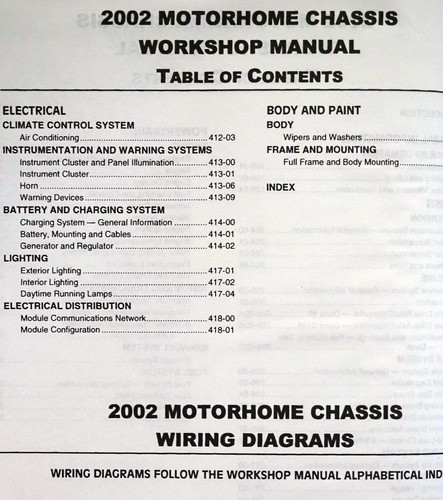 2002 MOTORHOME CHASSIS
WORKSHOP MANUAL
TABLE OF CONTENTS
ELECTRICAL
CLIMATE CONTROL SYSTEM
Air Conditioning 412-03
INSTRUMENTATION AND WARNING SYSTEMS
Instrument Cluster and Panel Illumination 413-00
Instrument Cluster 413-01
Horn 413-06
Warning Devices 413-09
BATTERY AND CHARGING SYSTEM
Charging System — General Information 414-00
Battery, Mounting and Cables 414-01
Generator and Regulator 414-02
LIGHTING
Exterior Lighting 417-01
Interior Lighting 417-02
Daytime Running Lamps 417-04
ELECTRICAL DISTRIBUTION
Module Communications Network 418-00
Module Configuration 418-01
BODY AND PAINT
BODY
Wipers and Washers
FRAME AND MOUNTING
Full Frame and Body Mounting
INDEX
2002 MOTORHOME CHASSIS
WIRING DIAGRAMS
WIRING DIAGRAMS FOLLOW THE WORKSHOP MANUAL ALPHABETICAL IND